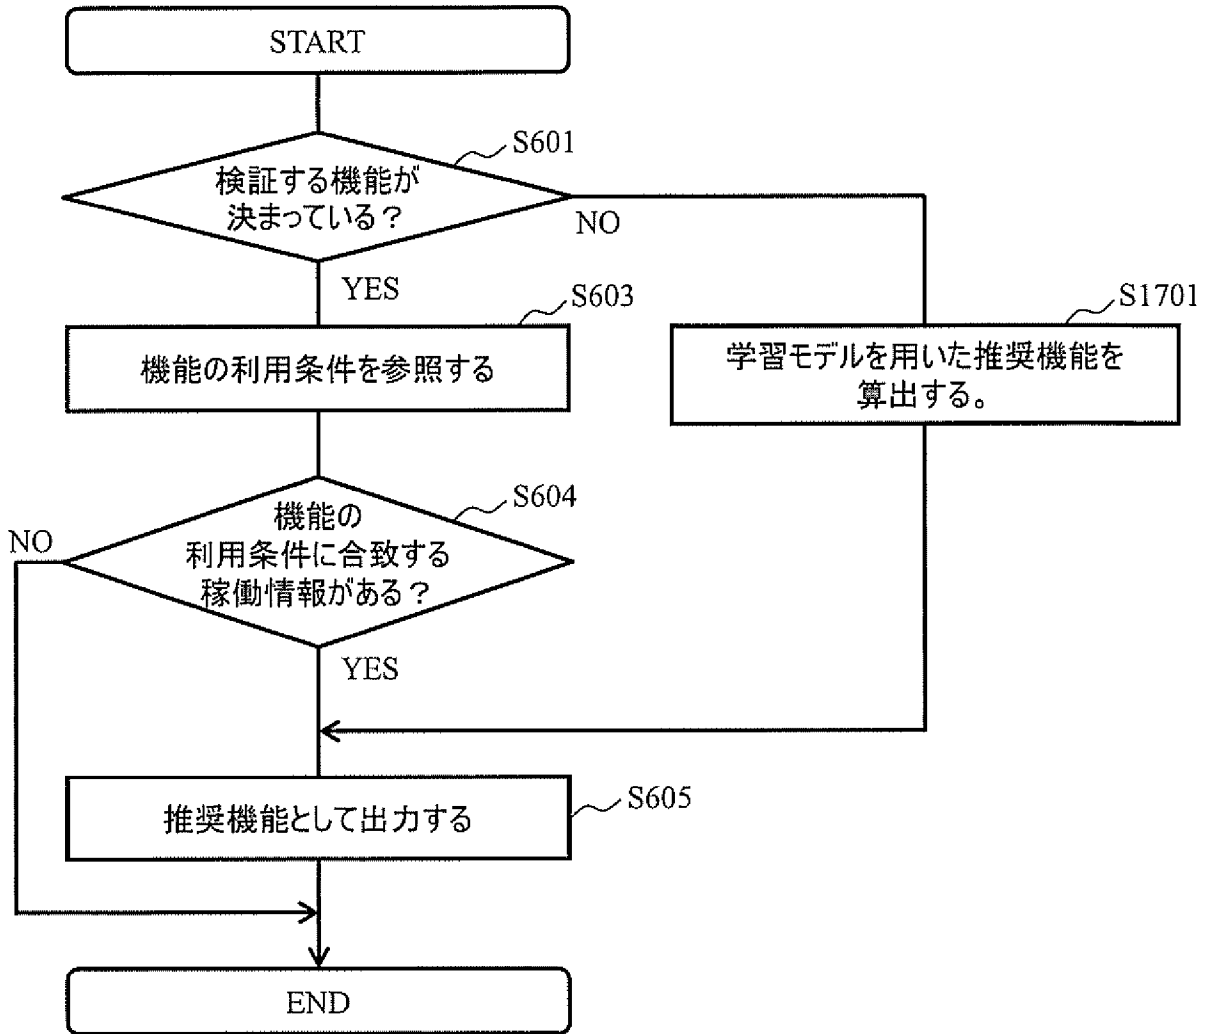 START
S601
検証する機能が
決まっている？
NO
YES
S603
機能の利用条件を参照する
S1701
学習モデルを用いた推奨機能を
算出する。
S604
機能の
利用条件に合致する
稼働情報がある？
NO
YES
S605
推奨機能として出力する
END